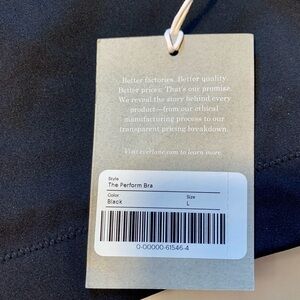 Better factories. Better quality.
Better prices. That's our promise.
We reveal the story behind every
product—from our ethical
manufacturing process to our
transparent pricing breakdown.
Visit everlane.com to learn more.
Style
The Perform Bra
Color
Black
Size
L
0-00000-61546-4